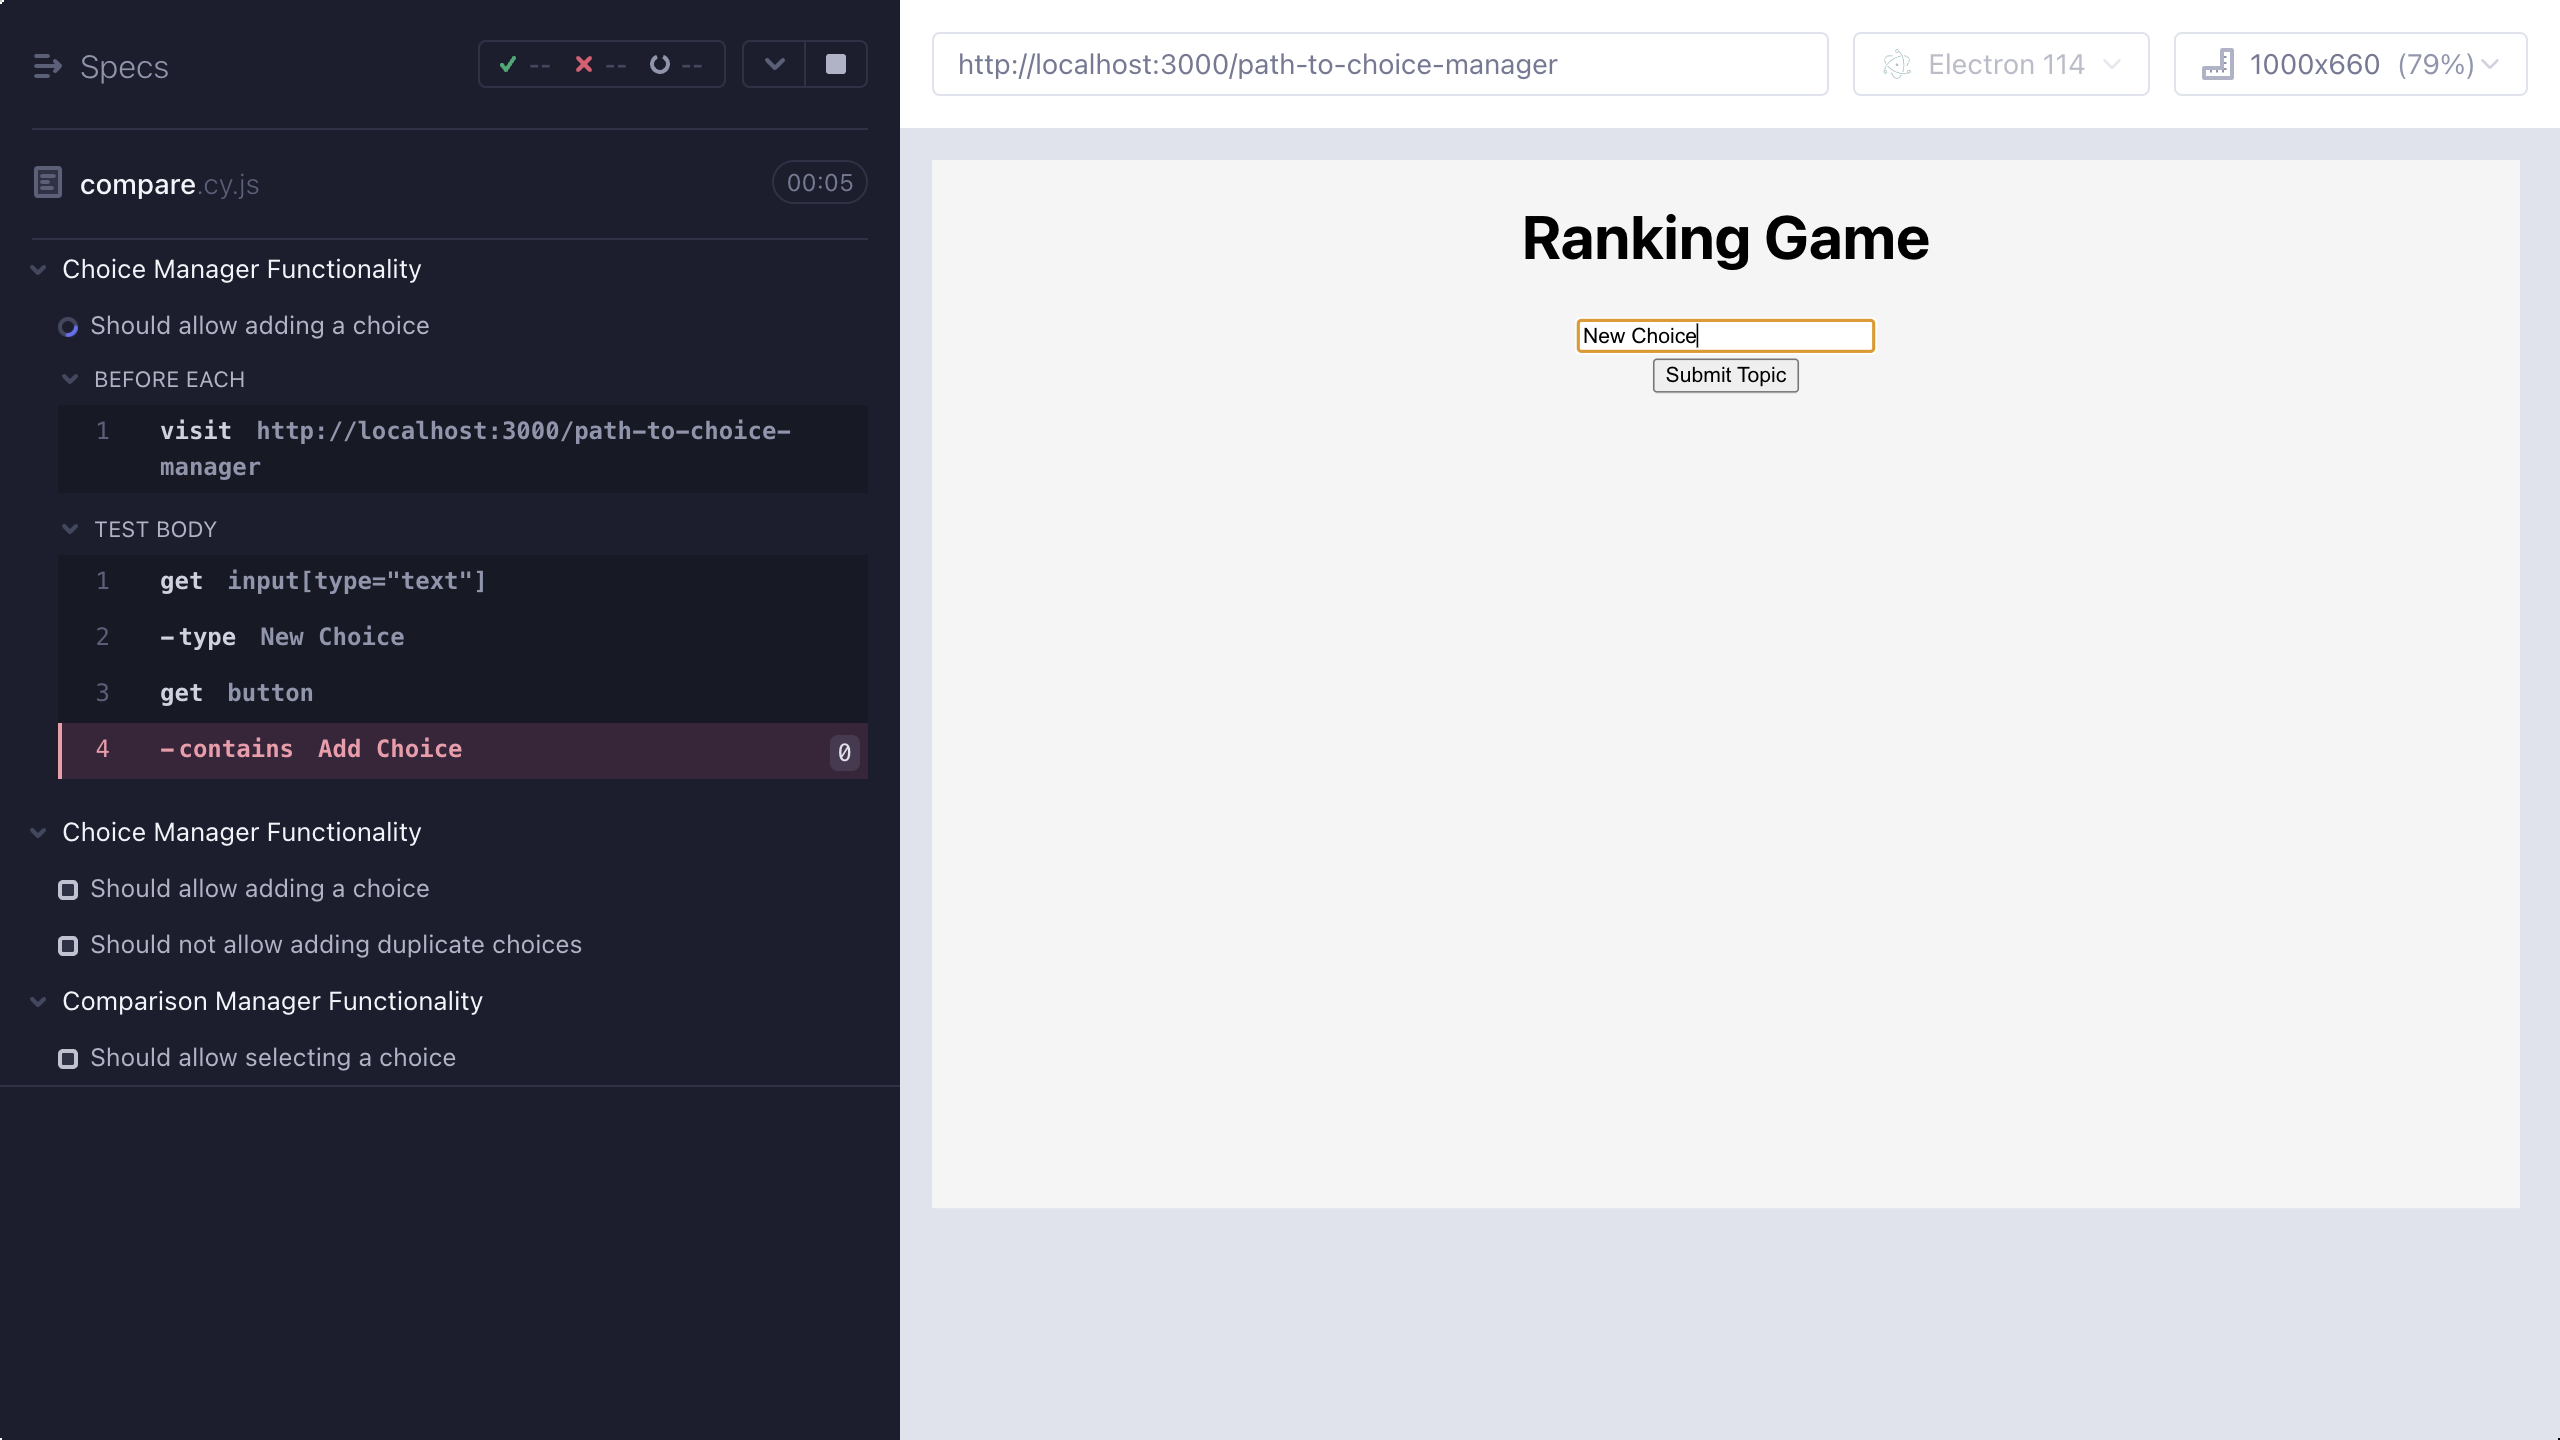 Specs
-- -- --
compare.cy.js 00:05
Choice Manager Functionality
Should allow adding a choice
BEFORE EACH
1 visit http://localhost:3000/path-to-choice-
manager
TEST BODY
1 get input[type="text"]
2 -type New Choice
3 get button
4 -contains Add Choice 0
Choice Manager Functionality
Should allow adding a choice
Should not allow adding duplicate choices
Comparison Manager Functionality
Should allow selecting a choice
http://localhost:3000/path-to-choice-manager
Electron 114
1000x660 (79%)
Ranking Game
New Choice
Submit Topic